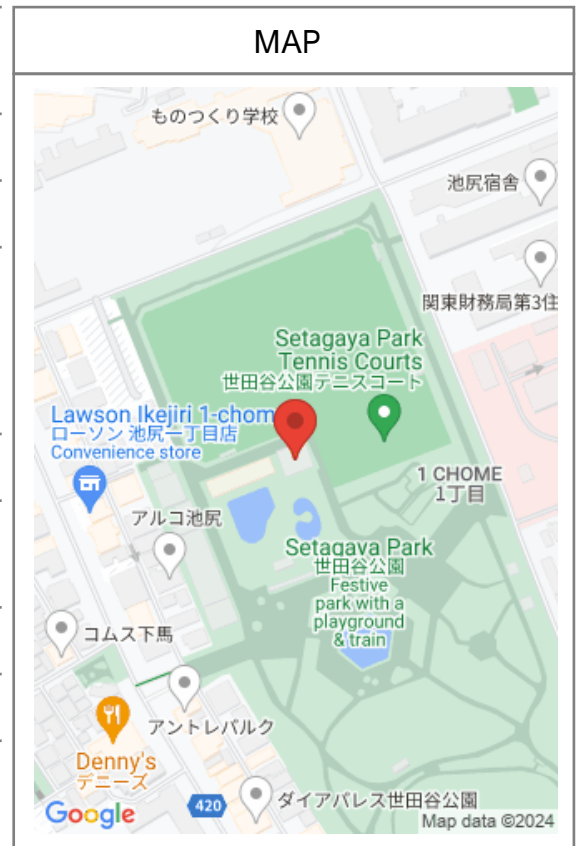 MAP
ものつくり学校
池尻宿舎
関東財務局第3住
Setagaya Park
Tennis Courts
世田谷公園テニスコート
Lawson Ikejiri 1-chom
ローソン 池尻一丁目店
Convenience store
1 CHOME
1丁目
アルコ池尻
Setagaya Park
世田谷公園
Festive
park with a
playground
& train
コムス下馬
アントレパルク
Denny's
デニーズ
ダイアパレス世田谷公園
Google
420
Map data ©2024